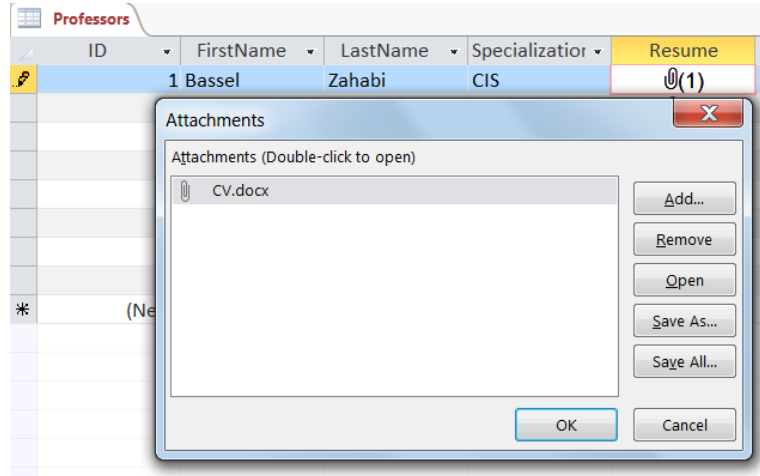 Professors
ID FirstName LastName Specialization Resume
1 Bassel Zahabi CIS (1)
Attachments
Attachments (Double-click to open)
CV.docx
Add...
Remove
Open
(Ne
Save As...
Save All...
OK Cancel